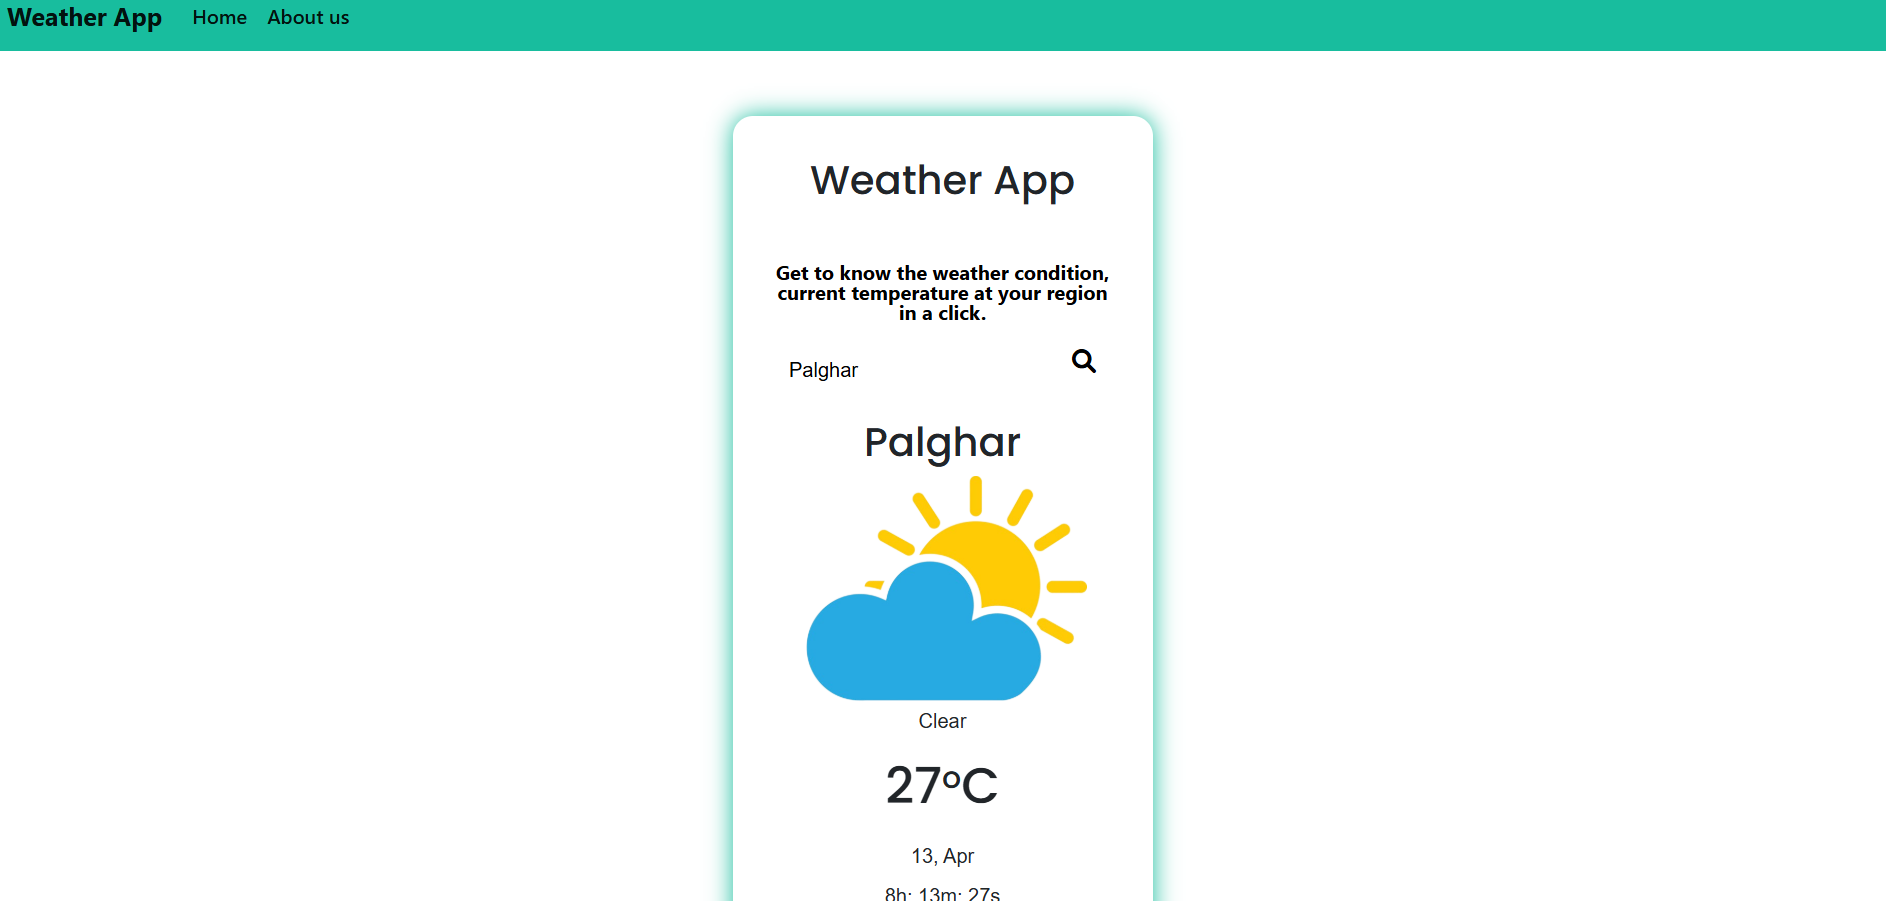 Weather App Home About us
Weather App
Get to know the weather condition,
current temperature at your region
in a click.
Palghar
Palghar
Clear
27°C
13, Apr
8h: 13m: 27s